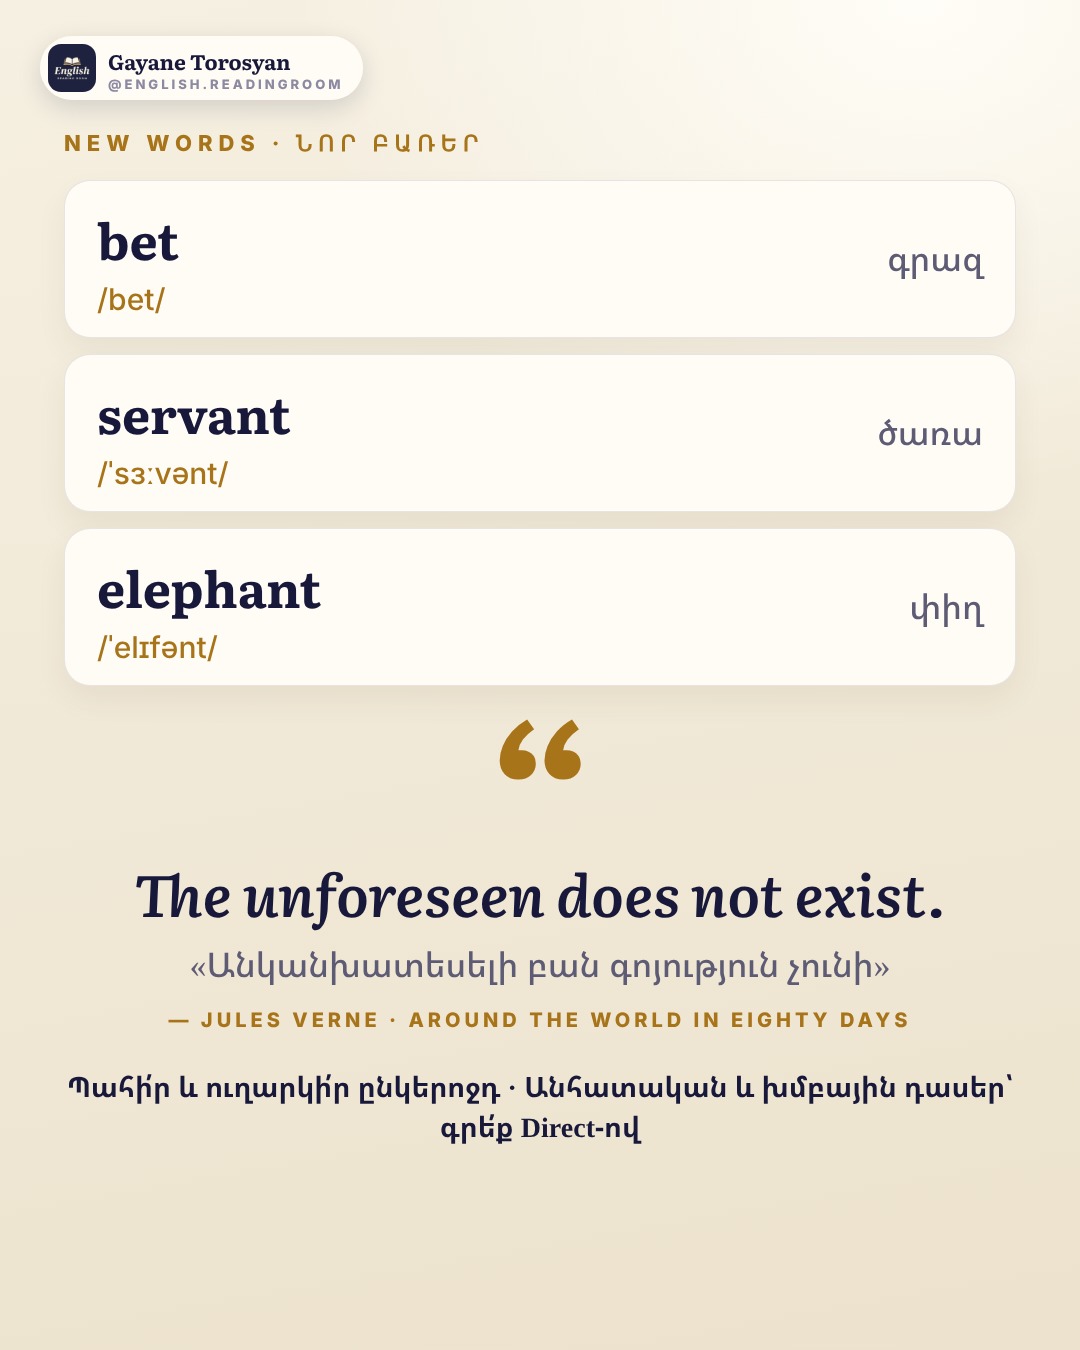 English
Gayane Torosyan
@ENGLISH.READINGROOM
NEW WORDS · ՆՈՐ ԲԱՌԵՐ
bet
գրազ
/bet/
servant
ծառա
/ˈsɜːvənt/
elephant
փիղ
/ˈelɪfənt/
“
The unforeseen does not exist.
«Անկանխատեսելի բան գոյություն չունի»
— JULES VERNE · AROUND THE WORLD IN EIGHTY DAYS
Պահի՛ր և ուղարկի՛ր ընկերոջդ · Անհատական և խմբային դասեր՝
գրե՛ք Direct-ով